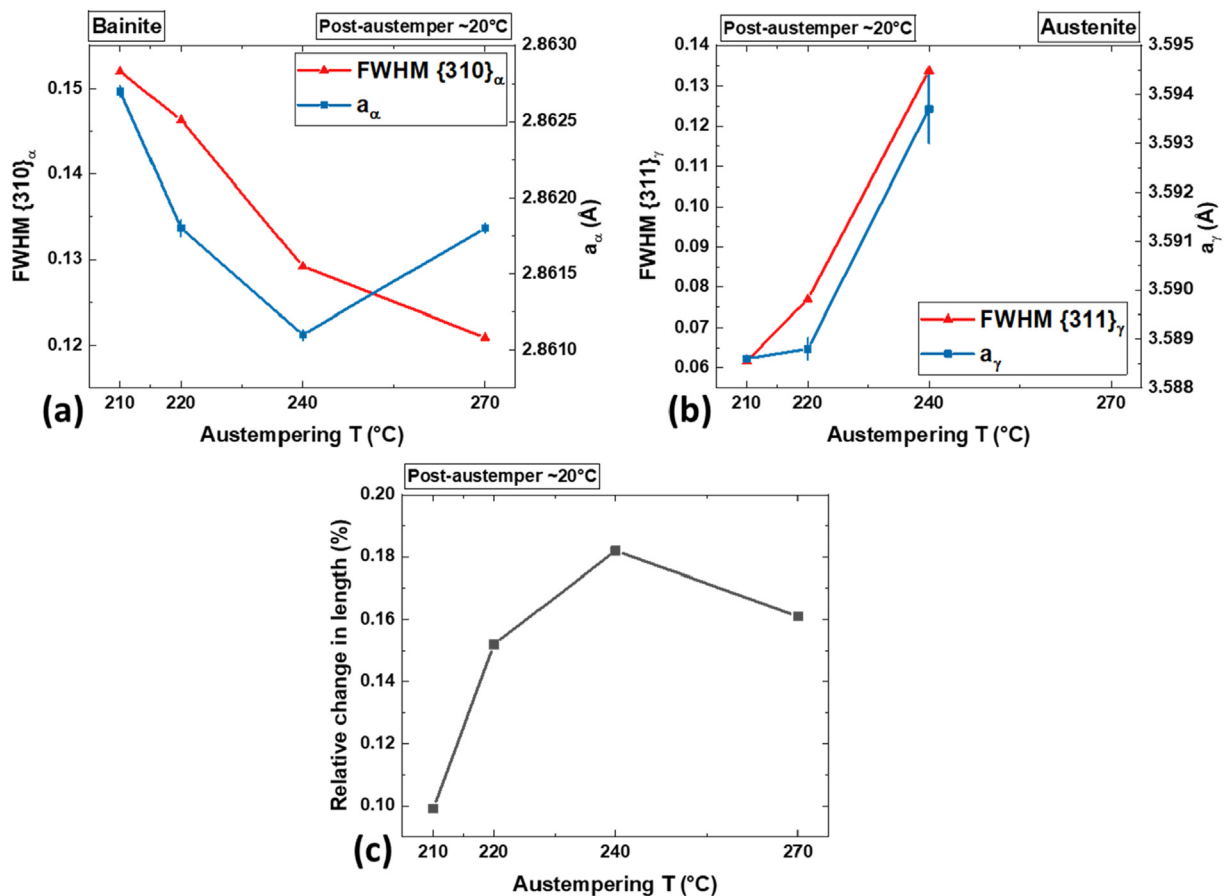 Bainite
Post-austemper ~20°C
FWHM {310}α
aα
0.15
0.14
0.13
0.12
FWHM {310}α
2.8630
2.8625
2.8620
2.8615
2.8610
aα (Å)
210 220 240 270
Austempering T (°C)
(a)
Post-austemper ~20°C
Austenite
0.14
0.13
0.12
0.11
0.10
0.09
0.08
0.07
0.06
FWHM {311}γ
3.595
3.594
3.593
3.592
3.591
3.590
3.589
3.588
aγ (Å)
FWHM {311}γ
aγ
210 220 240 270
Austempering T (°C)
(b)
Post-austemper ~20°C
0.20
0.18
0.16
0.14
0.12
0.10
Relative change in length (%)
210 220 240 270
Austempering T (°C)
(c)